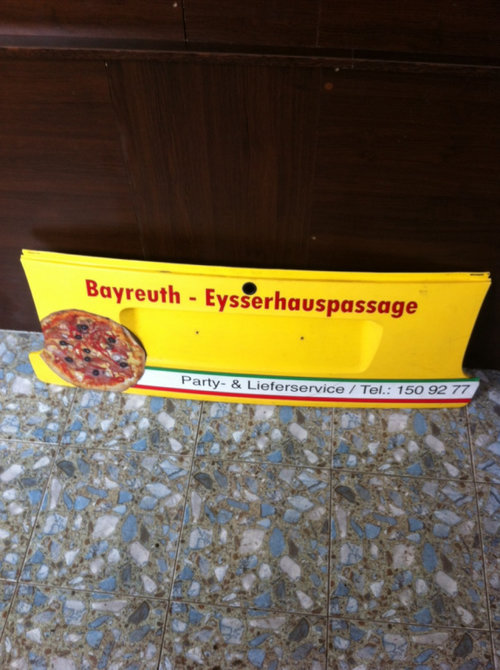 Bayreuth - Eysserhauspassage
Party- & Lieferservice / Tel.: 150 92 77